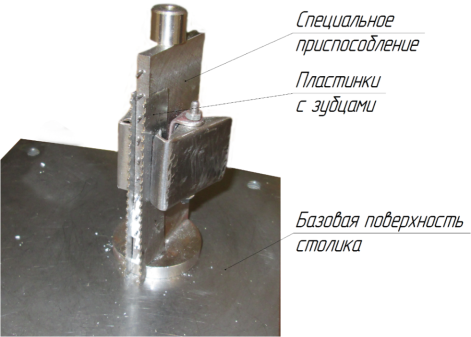 Специальное
приспособление
Пластинки
с зубцами
Базовая поверхность
столика